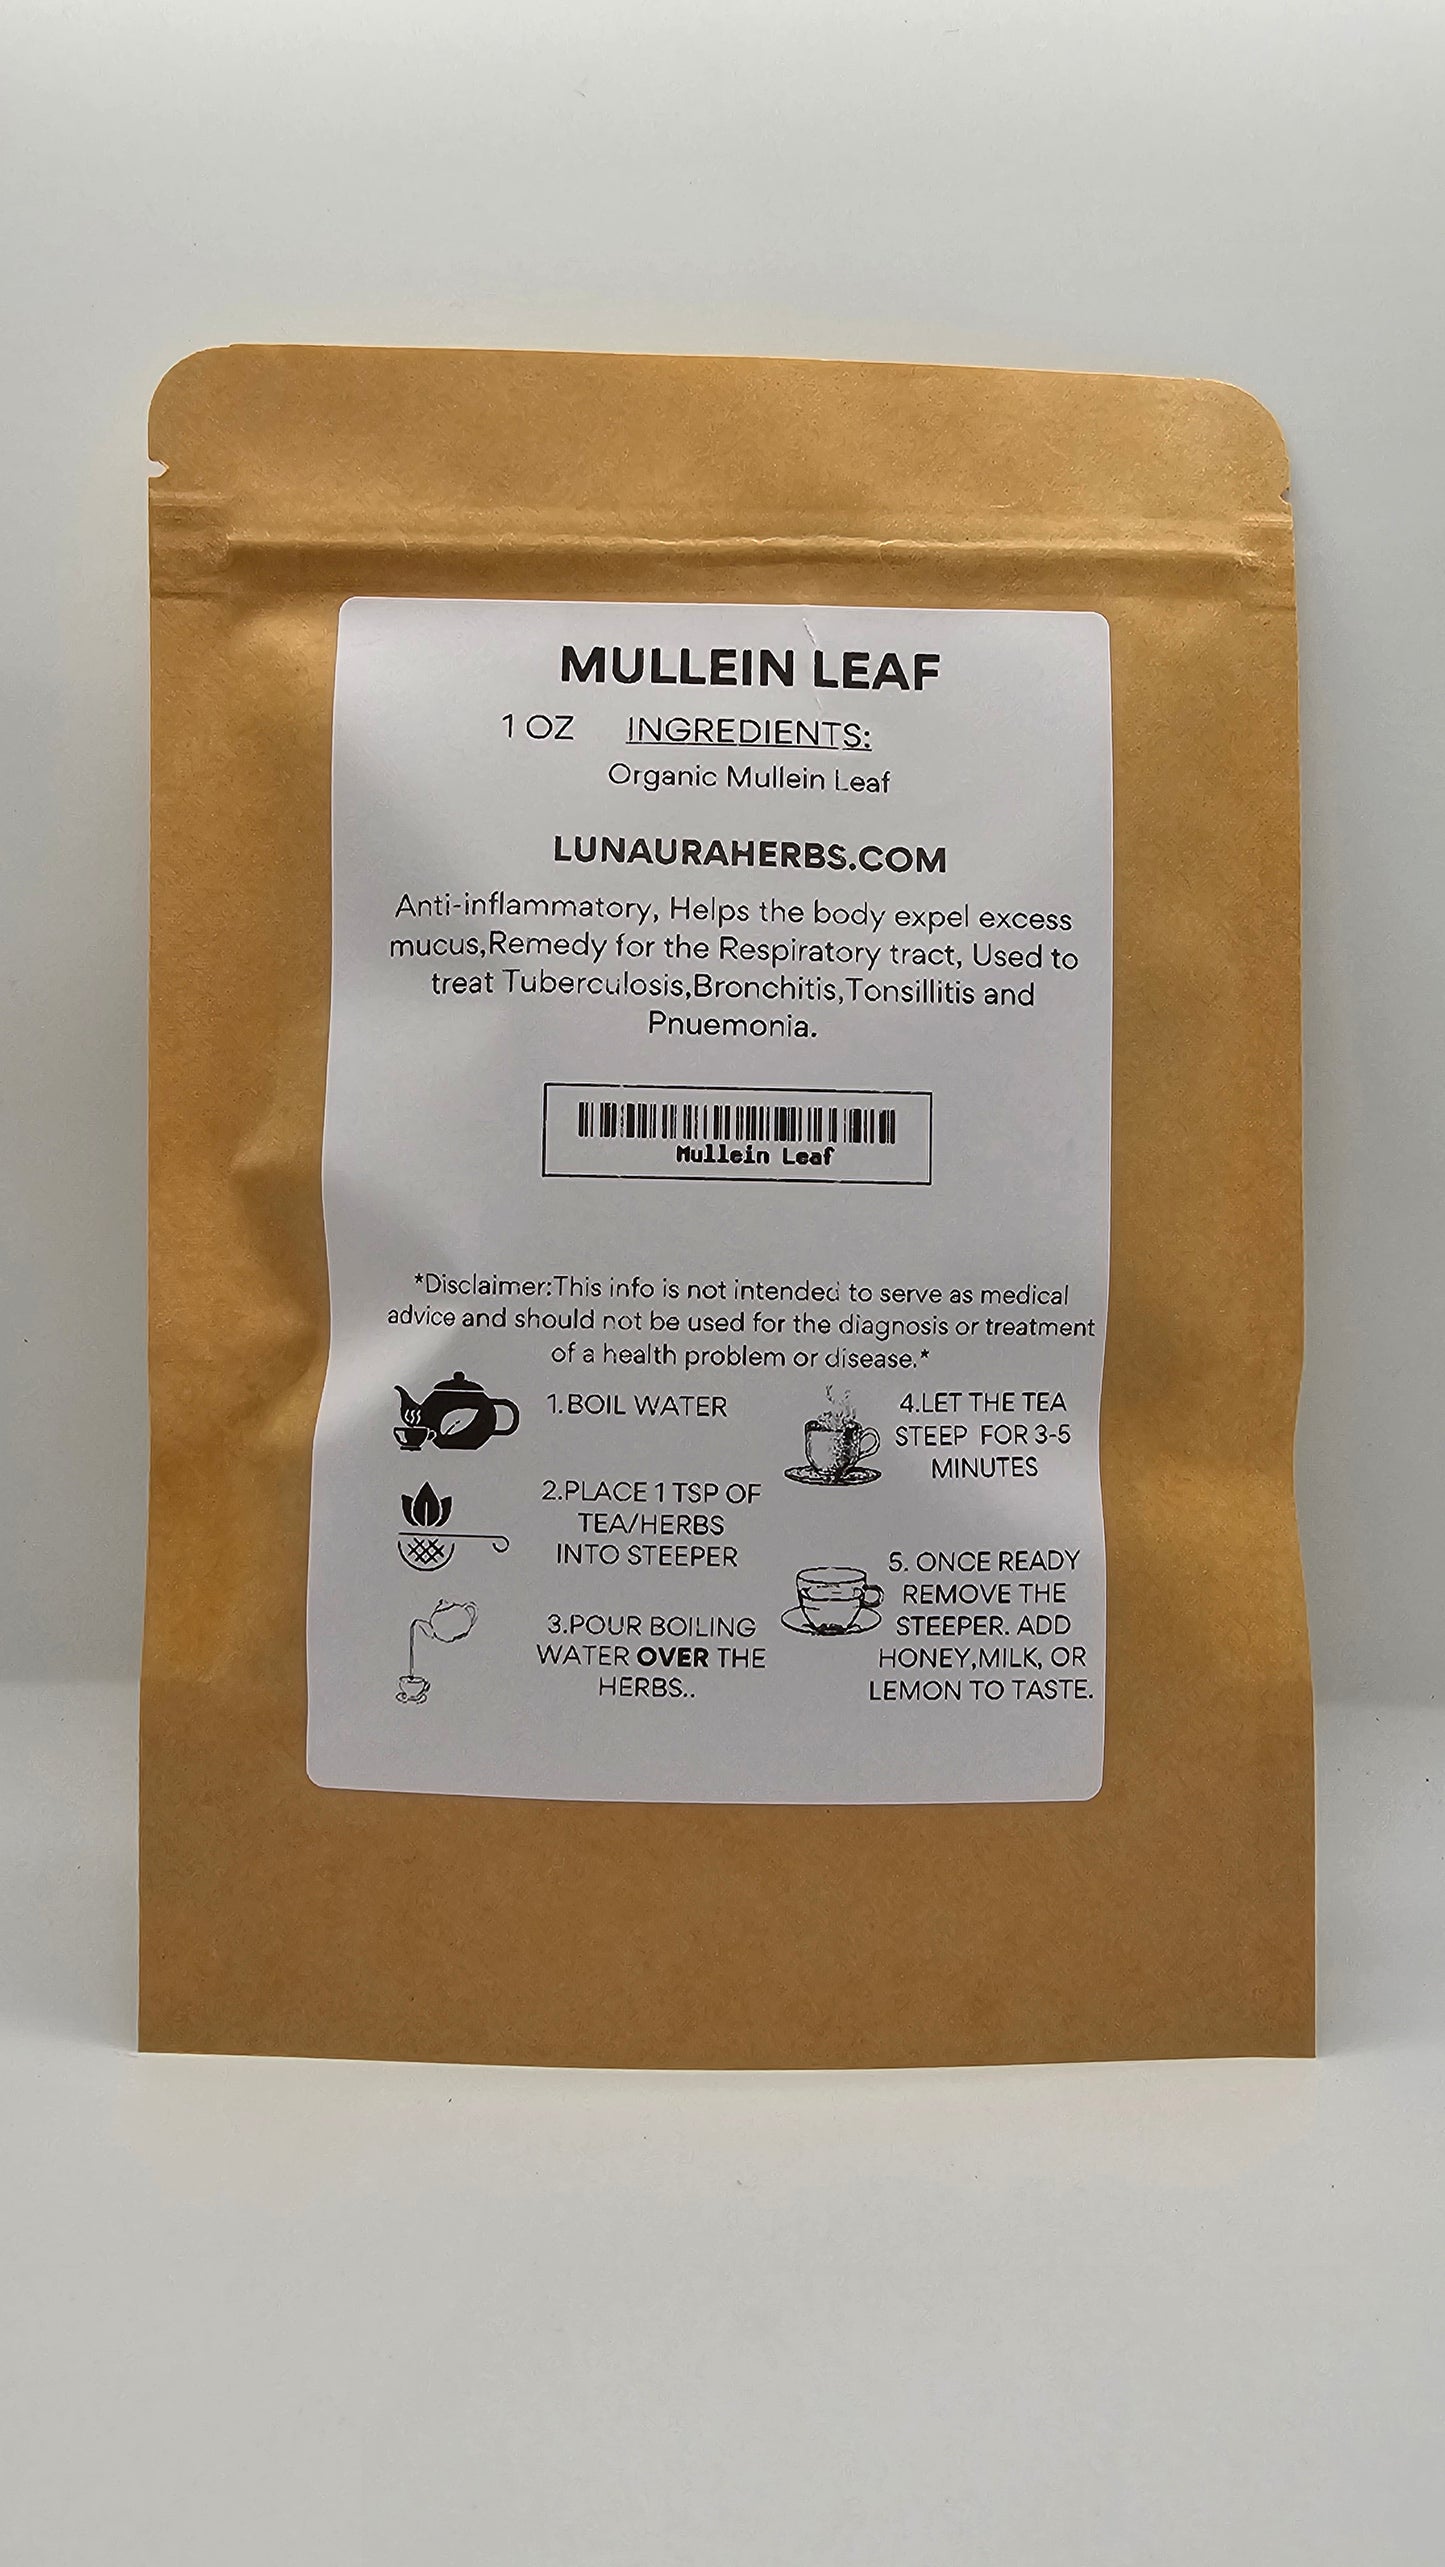 MULLEIN LEAF
1 OZ INGREDIENTS:
Organic Mullein Leaf
LUNAURAHERBS.COM
Anti-inflammatory, Helps the body expel excess
mucus,Remedy for the Respiratory tract, Used to
treat Tuberculosis,Bronchitis,Tonsillitis and
Pnuemonia.
Mullein Leaf
*Disclaimer:This info is not intended to serve as medical
advice and should not be used for the diagnosis or treatment
of a health problem or disease.*
1.BOIL WATER
2.PLACE 1 TSP OF
TEA/HERBS
INTO STEEPER
3.POUR BOILING
WATER OVER THE
HERBS..
4.LET THE TEA
STEEP FOR 3-5
MINUTES
5. ONCE READY
REMOVE THE
STEEPER. ADD
HONEY,MILK, OR
LEMON TO TASTE.